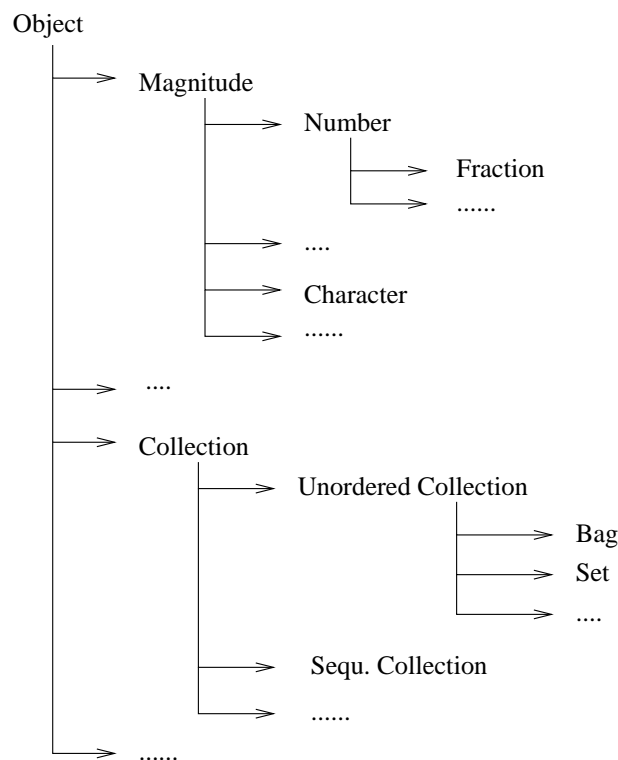 Object
Magnitude
Number
Fraction
......
....
Character
......
....
Collection
Unordered Collection
Bag
Set
....
Sequ. Collection
......
......